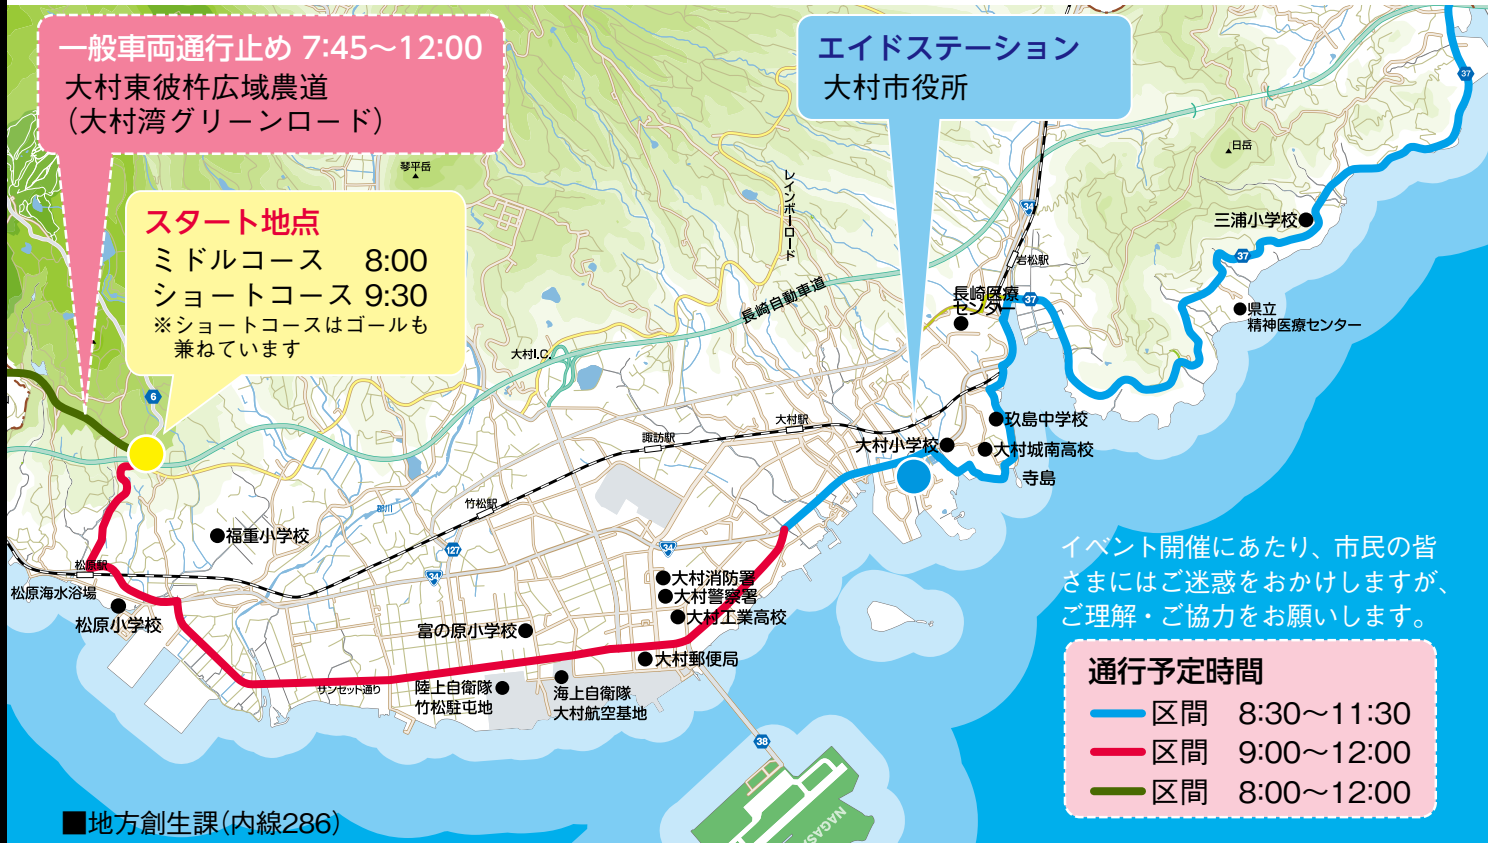 一般車両通行止め 7:45〜12:00
大村東彼杵広域農道
（大村湾グリーンロード）
エイドステーション
大村市役所
スタート地点
ミドルコース 8:00
ショートコース 9:30
※ショートコースはゴールも
兼ねています
琴平岳
レインボーロード
日岳
三浦小学校
37
34
37
岩松駅
37
長崎医療
センター
県立
精神医療センター
長崎自動車道
大村I.C.
6
大村駅
諏訪駅
玖島中学校
大村小学校
大村城南高校
寺島
竹松駅
郡川
福重小学校
127
34
34
松原駅
松原海水浴場
松原小学校
大村消防署
大村警察署
大村工業高校
富の原小学校
大村郵便局
サンセット通り
陸上自衛隊
竹松駐屯地
海上自衛隊
大村航空基地
38
NAGAS
イベント開催にあたり、市民の皆
さまにはご迷惑をおかけしますが、
ご理解・ご協力をお願いします。
通行予定時間
区間 8:30〜11:30
区間 9:00〜12:00
区間 8:00〜12:00
■地方創生課(内線286)